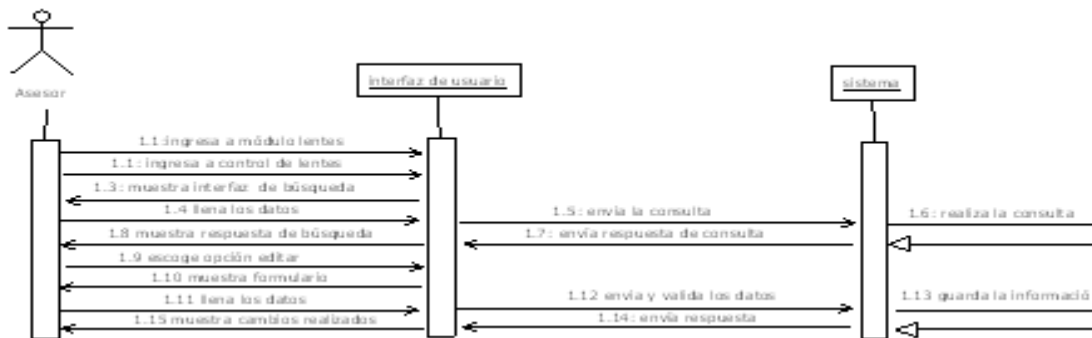 Asesor
interfaz de usuario
sistema
1.1:ingresa a módulo lentes
1.1: ingresa a control de lentes
1.3: muestra interfaz de búsqueda
1.4 llena los datos
1.5: envía la consulta
1.6: realiza la consulta
1.7: envía respuesta de consulta
1.8 muestra respuesta de búsqueda
1.9 escoge opción editar
1.10 muestra formulario
1.11 llena los datos
1.12 envia y valida los datos
1.13 guarda la informació
1.14: envía respuesta
1.15 muestra cambios realizados